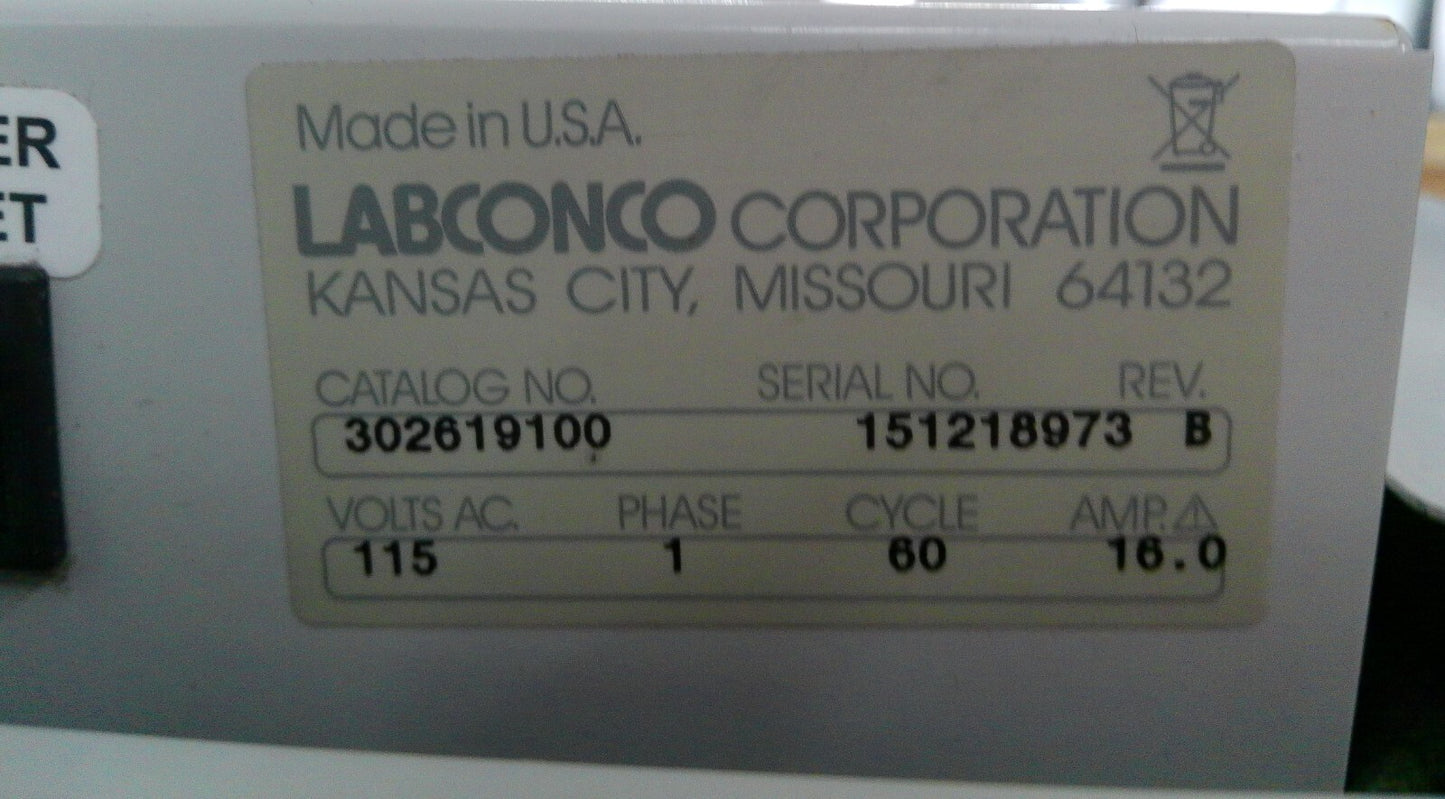 ER
ET
Made in U.S.A.
LABCONCO CORPORATION
KANSAS CITY, MISSOURI 64132
CATALOG NO. SERIAL NO. REV.
302619100 151218973 B
VOLTS AC. PHASE CYCLE AMP. ⚠
115 1 60 16.0